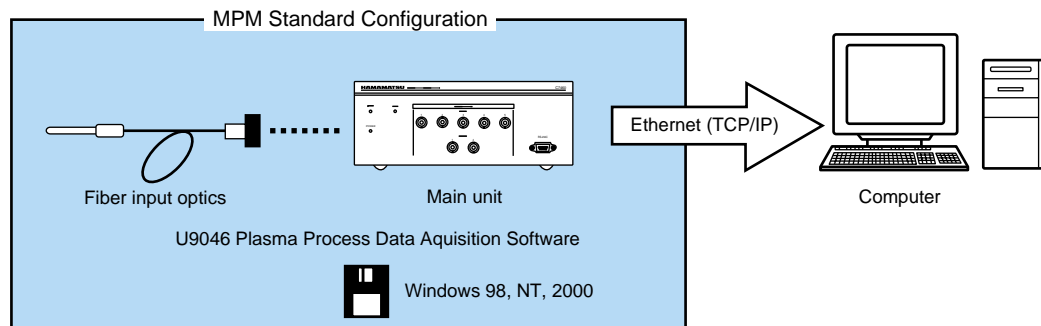 MPM Standard Configuration
HAMAMATSU
Ethernet (TCP/IP)
Fiber input optics
Main unit
Computer
U9046 Plasma Process Data Aquisition Software
Windows 98, NT, 2000